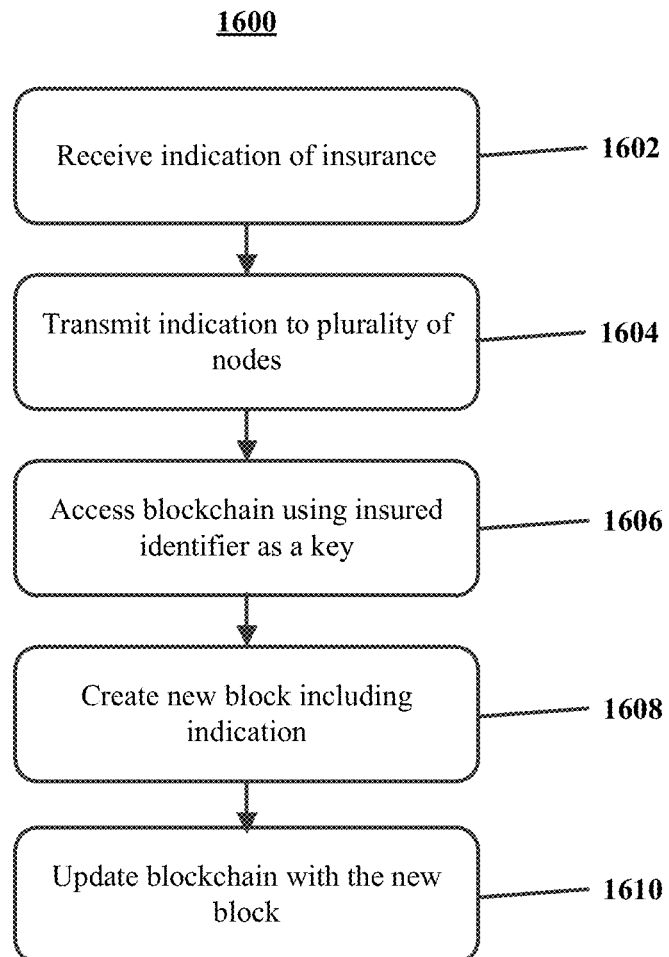 1600
Receive indication of insurance
1602
Transmit indication to plurality of
nodes
1604
Access blockchain using insured
identifier as a key
1606
Create new block including
indication
1608
Update blockchain with the new
block
1610